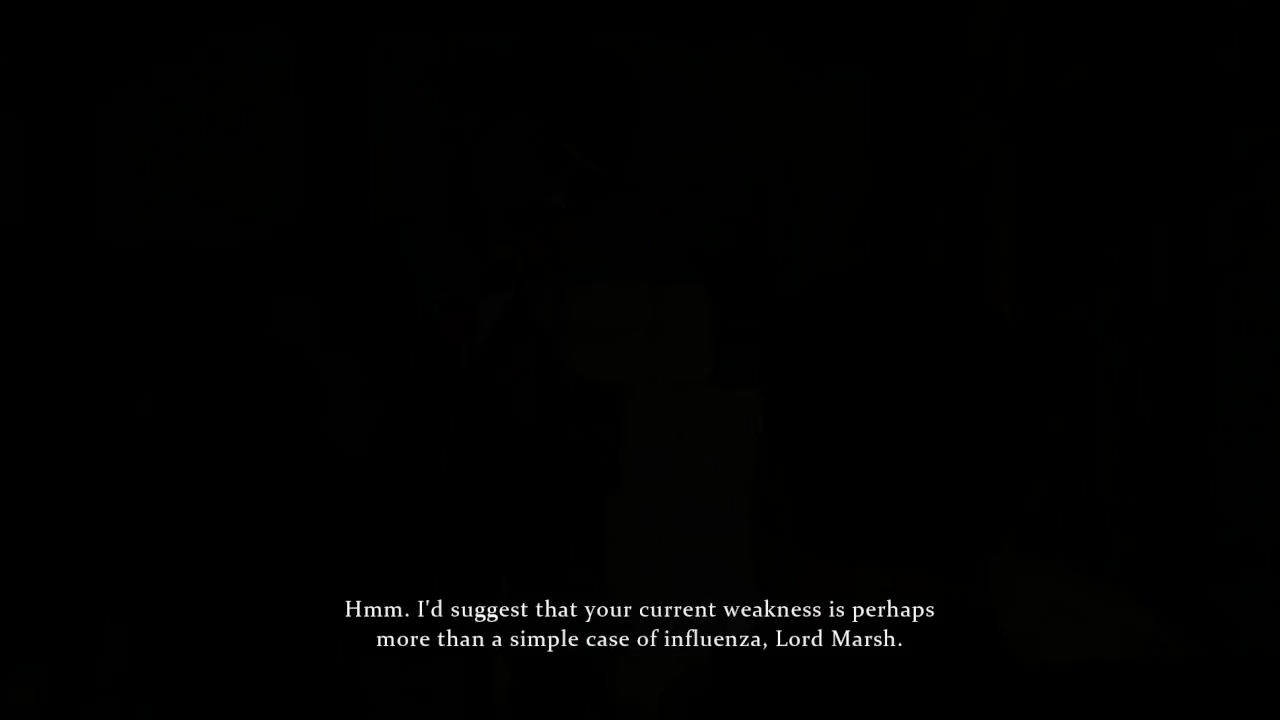 Hmm. I'd suggest that your current weakness is perhaps
more than a simple case of influenza, Lord Marsh.